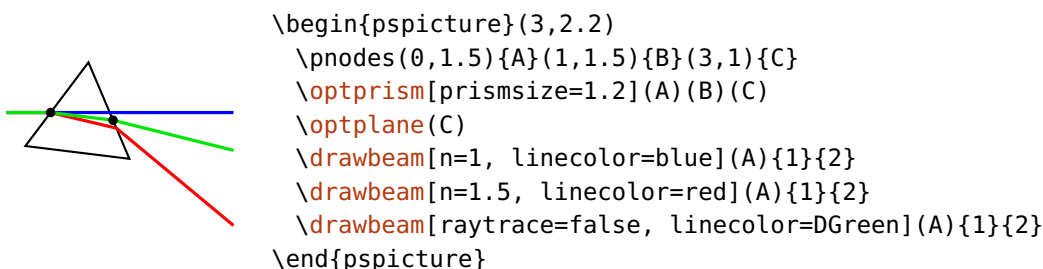 \begin{pspicture}(3,2.2)
  \pnodes(0,1.5){A}(1,1.5){B}(3,1){C}
  \optprism[prismsize=1.2](A)(B)(C)
  \optplane(C)
  \drawbeam[n=1, linecolor=blue](A){1}{2}
  \drawbeam[n=1.5, linecolor=red](A){1}{2}
  \drawbeam[raytrace=false, linecolor=DGreen](A){1}{2}
\end{pspicture}